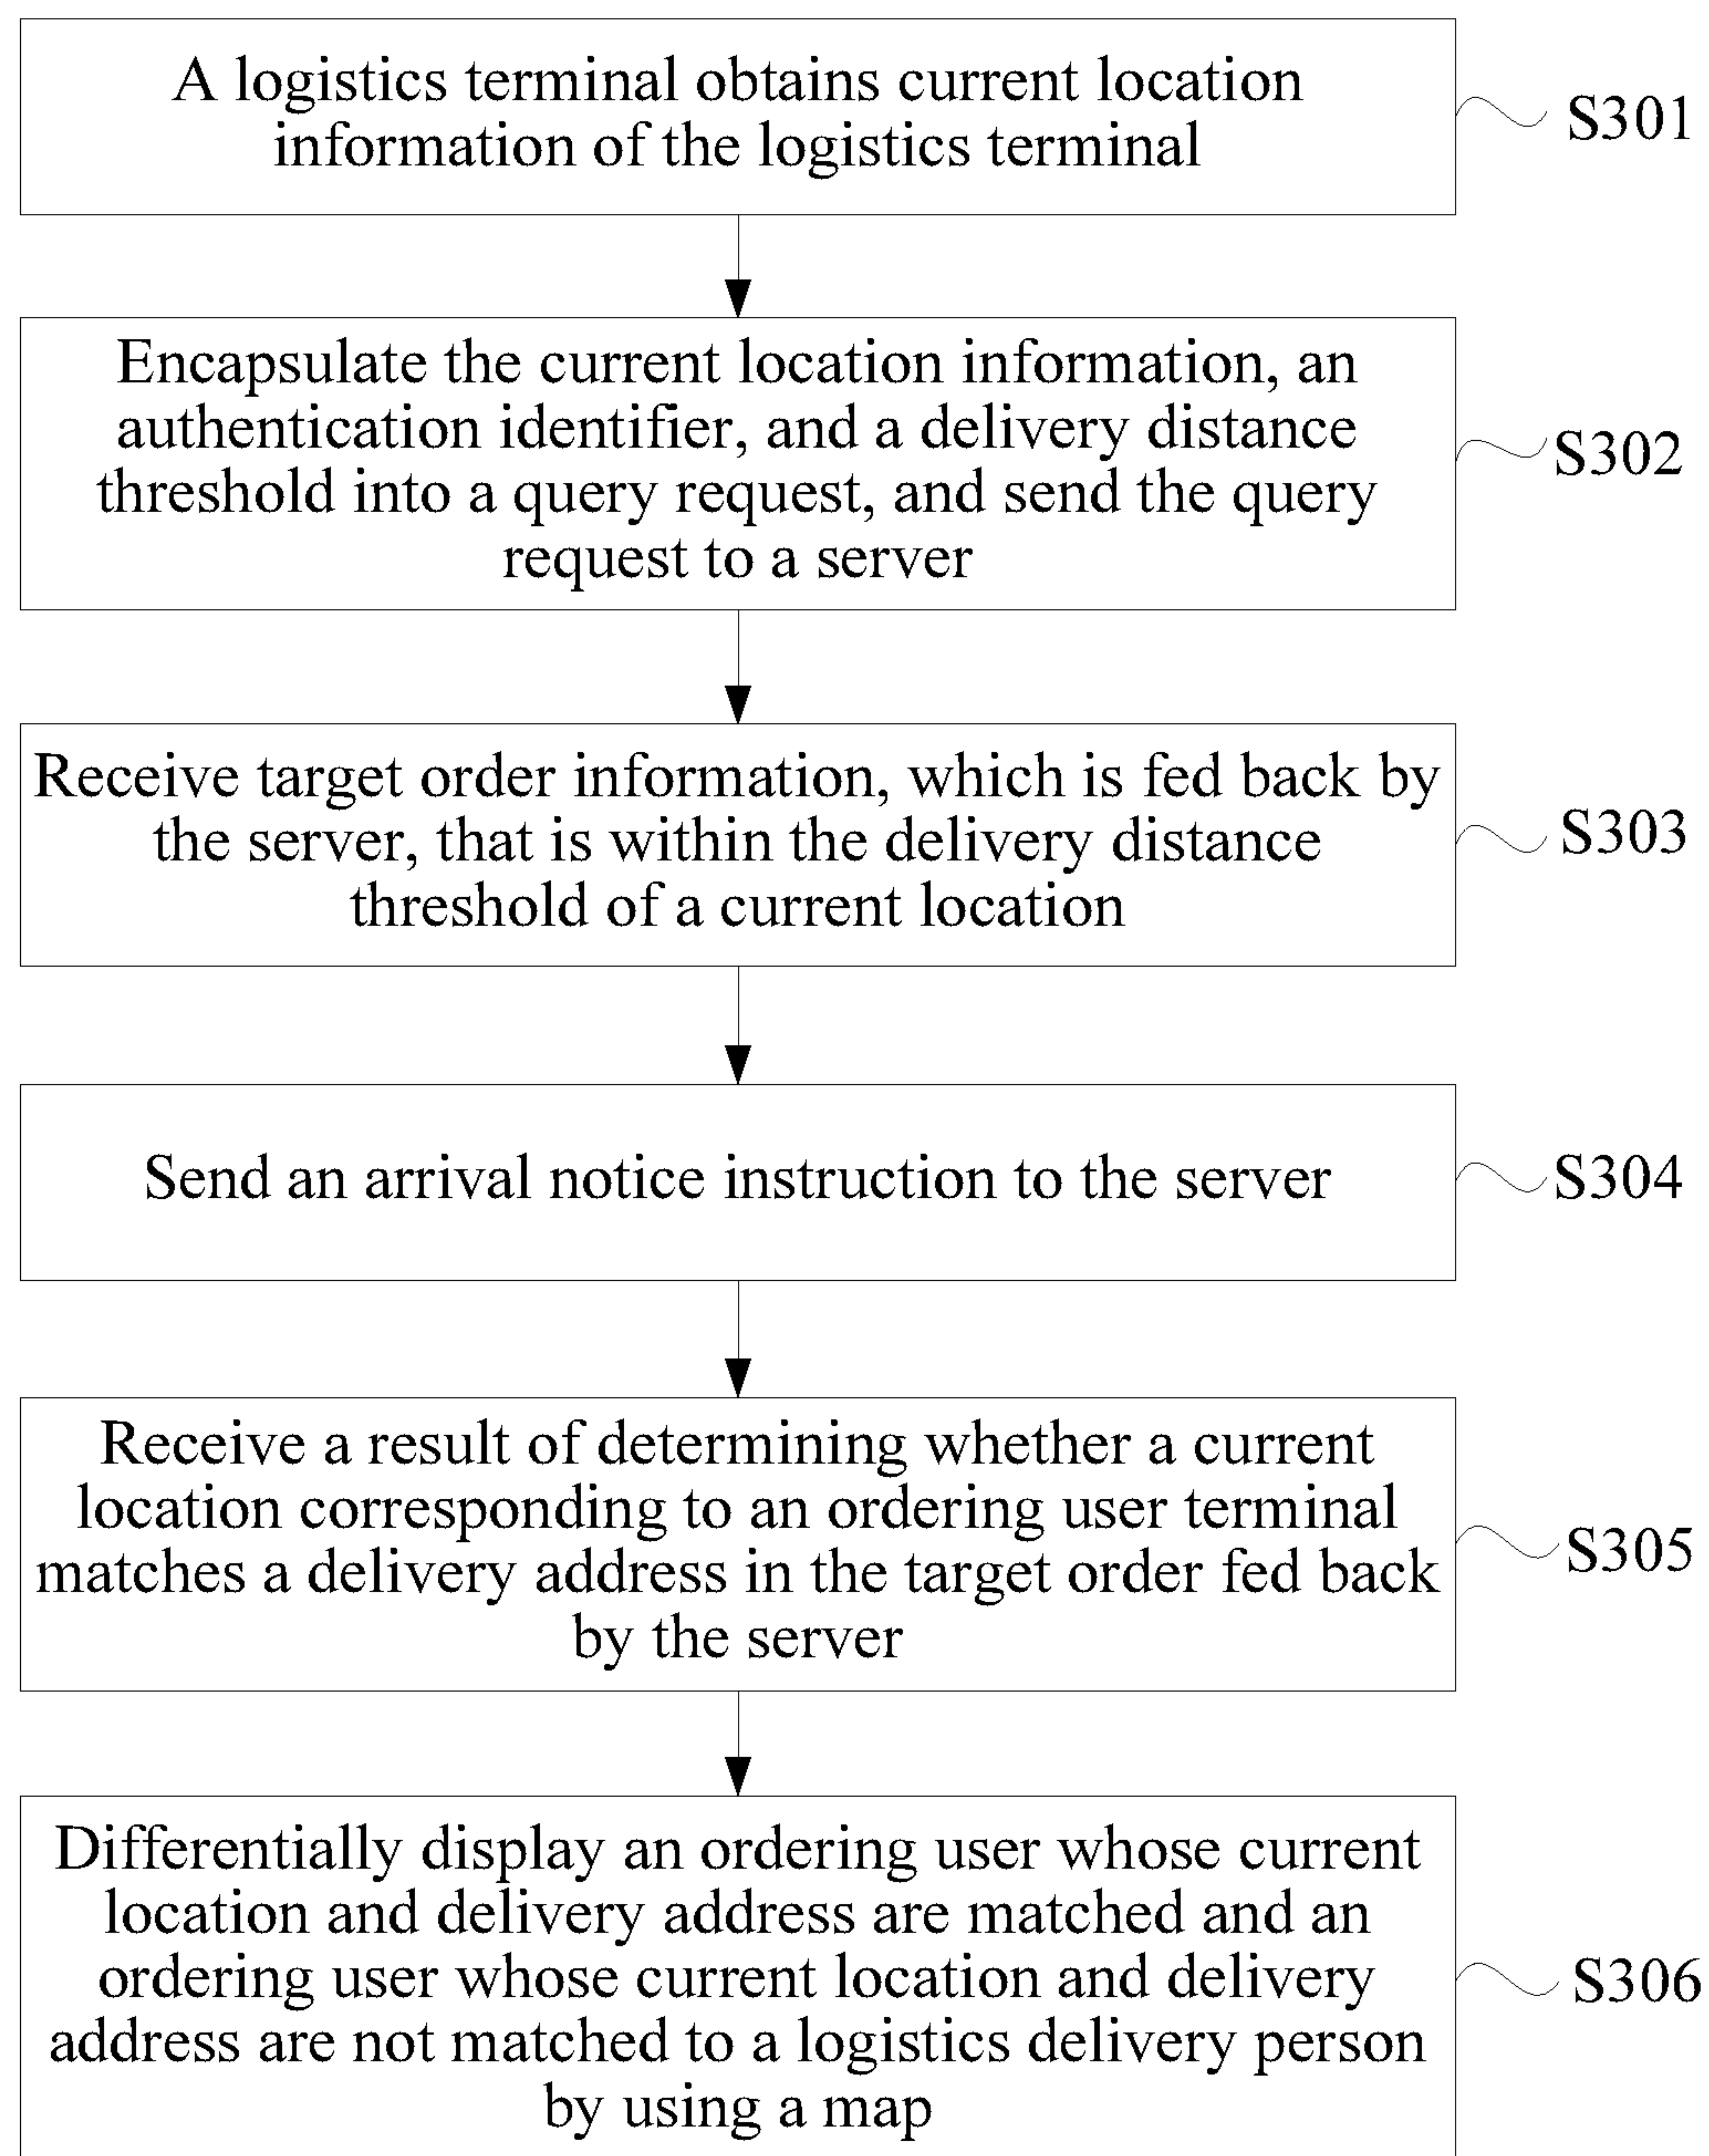 A logistics terminal obtains current location
information of the logistics terminal
S301
Encapsulate the current location information, an
authentication identifier, and a delivery distance
threshold into a query request, and send the query
request to a server
S302
Receive target order information, which is fed back by
the server, that is within the delivery distance
threshold of a current location
S303
Send an arrival notice instruction to the server
S304
Receive a result of determining whether a current
location corresponding to an ordering user terminal
matches a delivery address in the target order fed back
by the server
S305
Differentially display an ordering user whose current
location and delivery address are matched and an
ordering user whose current location and delivery
address are not matched to a logistics delivery person
by using a map
S306